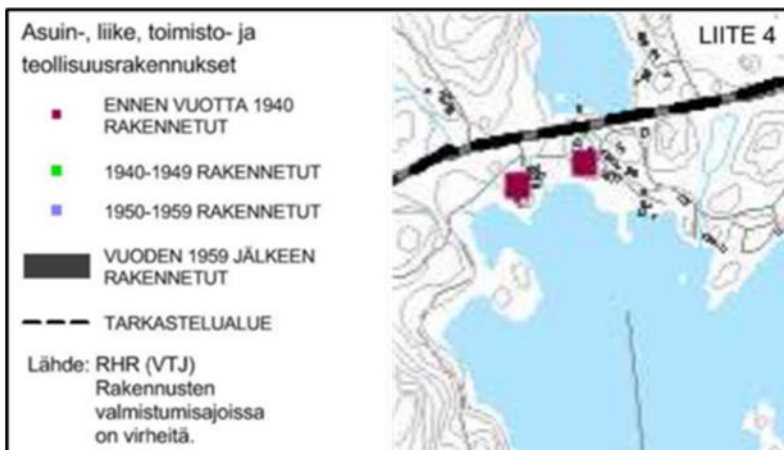 Asuin-, liike, toimisto- ja
teollisuusrakennukset
ENNEN VUOTTA 1940
RAKENNETUT
1940-1949 RAKENNETUT
1950-1959 RAKENNETUT
VUODEN 1959 JÄLKEEN
RAKENNETUT
TARKASTELUALUE
Lähde: RHR (VTJ)
Rakennusten
valmistumisajoissa
on virheitä.
LIITE 4